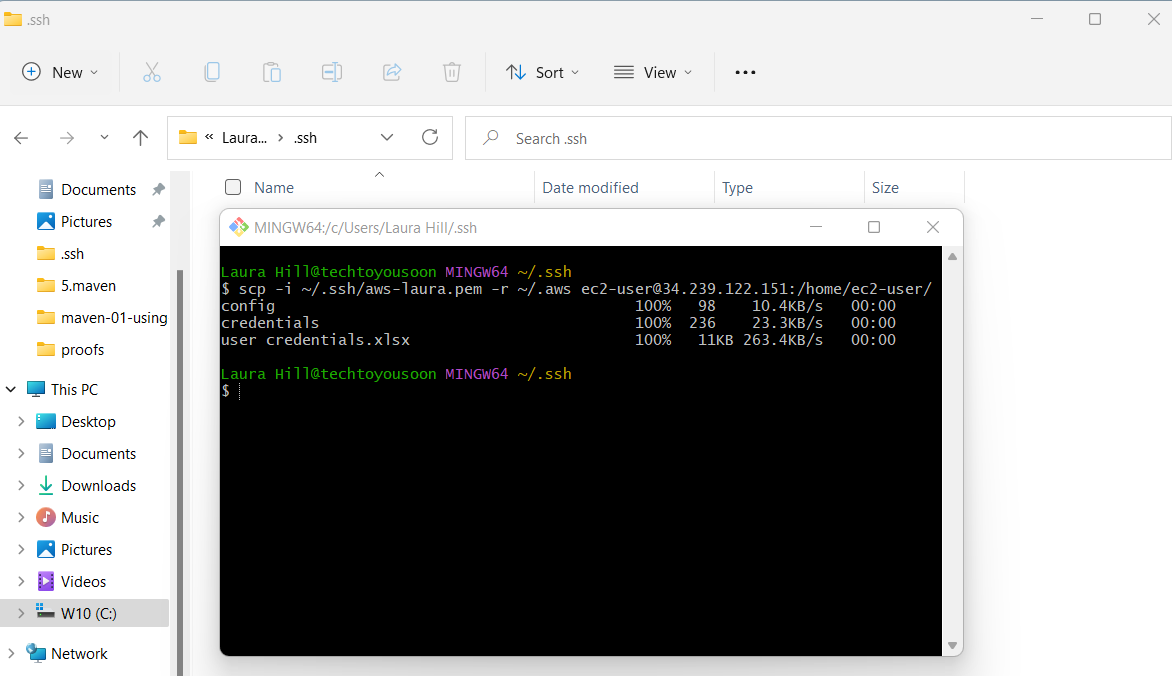 .ssh
New
Sort
View
«
Laura...
.ssh
Search .ssh
Documents
Pictures
.ssh
5.maven
maven-01-using
proofs
This PC
Desktop
Documents
Downloads
Music
Pictures
Videos
W10 (C:)
Network
Name
Date modified
Type
Size
MINGW64:/c/Users/Laura Hill/.ssh
Laura Hill@techtoyousoon MINGW64 ~/.ssh
$ scp -i ~/.ssh/aws-laura.pem -r ~/.aws ec2-user@34.239.122.151:/home/ec2-user/
config 100% 98 10.4KB/s 00:00
credentials 100% 236 23.3KB/s 00:00
user credentials.xlsx 100% 11KB 263.4KB/s 00:00
Laura Hill@techtoyousoon MINGW64 ~/.ssh
$